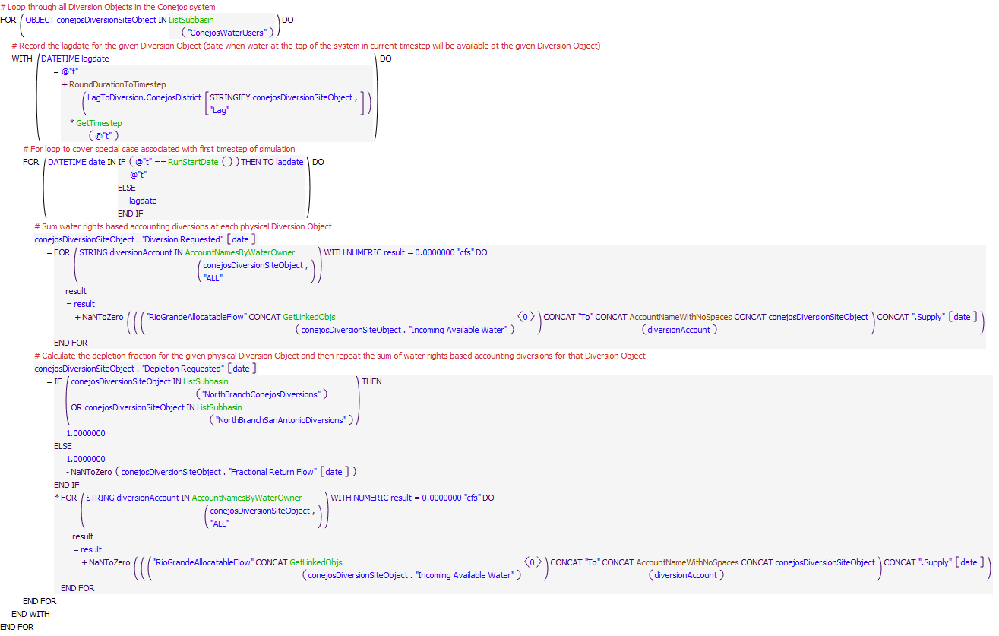 # Loop through all Diversion Objects in the Conejos system
FOR ( OBJECT conejosDiversionSiteObject IN ListSubbasin ) DO
( "ConejosWaterUsers" )
# Record the lagdate for the given Diversion Object (date when water at the top of the system in current timestep will be available at the given Diversion Object)
WITH ( DATETIME lagdate ) DO
= @"t"
+ RoundDurationToTimestep
( LagToDiversion.ConejosDistrict [ STRINGIFY conejosDiversionSiteObject , ] )
"Lag"
* GetTimestep
( @"t" )
# For loop to cover special case associated with first timestep of simulation
FOR ( DATETIME date IN IF ( @"t" == RunStartDate ( ) ) THEN TO lagdate ) DO
@"t"
ELSE
lagdate
END IF
# Sum water rights based accounting diversions at each physical Diversion Object
conejosDiversionSiteObject . "Diversion Requested" [ date ]
= FOR ( STRING diversionAccount IN AccountNamesByWaterOwner ) WITH NUMERIC result = 0.0000000 "cfs" DO
( conejosDiversionSiteObject , )
"ALL"
result
= result
+ NaNToZero ( ( ( "RioGrandeAllocatableFlow" CONCAT GetLinkedObjs 〈0 〉 ) CONCAT "To" CONCAT AccountNameWithNoSpaces CONCAT conejosDiversionSiteObject ) CONCAT ".Supply" [ date ] )
( conejosDiversionSiteObject . "Incoming Available Water" ) ( diversionAccount )
END FOR
# Calculate the depletion fraction for the given physical Diversion Object and then repeat the sum of water rights based accounting diversions for that Diversion Object
conejosDiversionSiteObject . "Depletion Requested" [ date ]
= IF ( conejosDiversionSiteObject IN ListSubbasin ) THEN
( "NorthBranchConejosDiversions" )
OR conejosDiversionSiteObject IN ListSubbasin
( "NorthBranchSanAntonioDiversions" )
1.0000000
ELSE
1.0000000
- NaNToZero ( conejosDiversionSiteObject . "Fractional Return Flow" [ date ] )
END IF
* FOR ( STRING diversionAccount IN AccountNamesByWaterOwner ) WITH NUMERIC result = 0.0000000 "cfs" DO
( conejosDiversionSiteObject , )
"ALL"
result
= result
+ NaNToZero ( ( ( "RioGrandeAllocatableFlow" CONCAT GetLinkedObjs 〈0 〉 ) CONCAT "To" CONCAT AccountNameWithNoSpaces CONCAT conejosDiversionSiteObject ) CONCAT ".Supply" [ date ] )
( conejosDiversionSiteObject . "Incoming Available Water" ) ( diversionAccount )
END FOR
END FOR
END WITH
END FOR